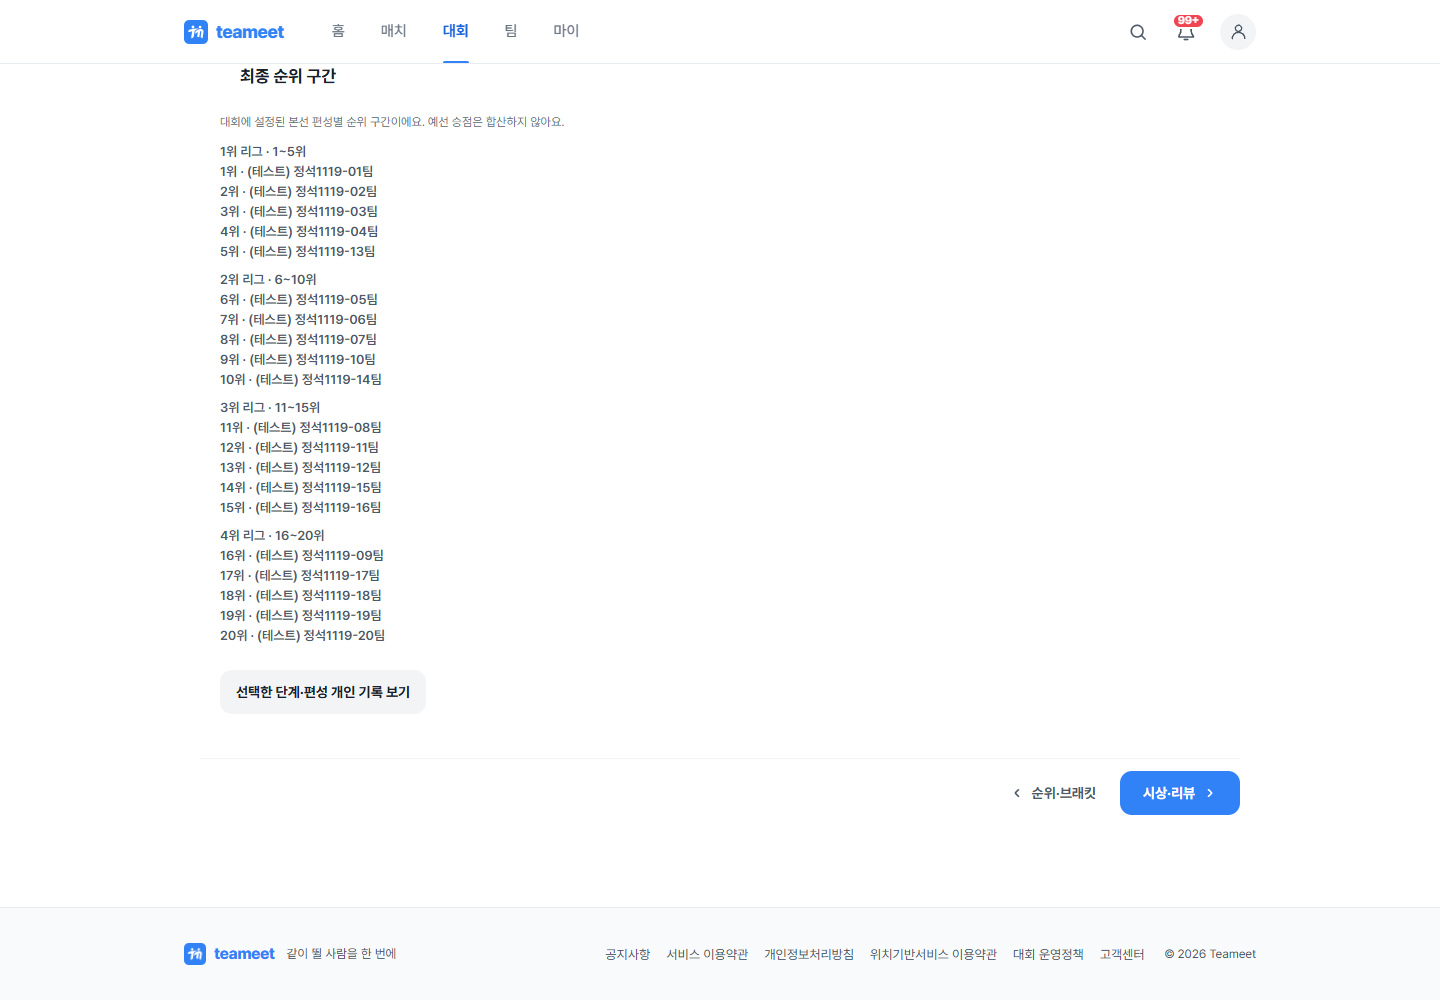 teameet 홈 매치 대회 팀 마이 99+
최종 순위 구간
대회에 설정된 본선 편성별 순위 구간이에요. 예선 승점은 합산하지 않아요.
1위 리그 · 1~5위
1위 · (테스트) 정석1119-01팀
2위 · (테스트) 정석1119-02팀
3위 · (테스트) 정석1119-03팀
4위 · (테스트) 정석1119-04팀
5위 · (테스트) 정석1119-13팀
2위 리그 · 6~10위
6위 · (테스트) 정석1119-05팀
7위 · (테스트) 정석1119-06팀
8위 · (테스트) 정석1119-07팀
9위 · (테스트) 정석1119-10팀
10위 · (테스트) 정석1119-14팀
3위 리그 · 11~15위
11위 · (테스트) 정석1119-08팀
12위 · (테스트) 정석1119-11팀
13위 · (테스트) 정석1119-12팀
14위 · (테스트) 정석1119-15팀
15위 · (테스트) 정석1119-16팀
4위 리그 · 16~20위
16위 · (테스트) 정석1119-09팀
17위 · (테스트) 정석1119-17팀
18위 · (테스트) 정석1119-18팀
19위 · (테스트) 정석1119-19팀
20위 · (테스트) 정석1119-20팀
선택한 단계·편성 개인 기록 보기
순위·브래킷 시상·리뷰
teameet 같이 뛸 사람을 한 번에 공지사항 서비스 이용약관 개인정보처리방침 위치기반서비스 이용약관 대회 운영정책 고객센터 © 2026 Teameet